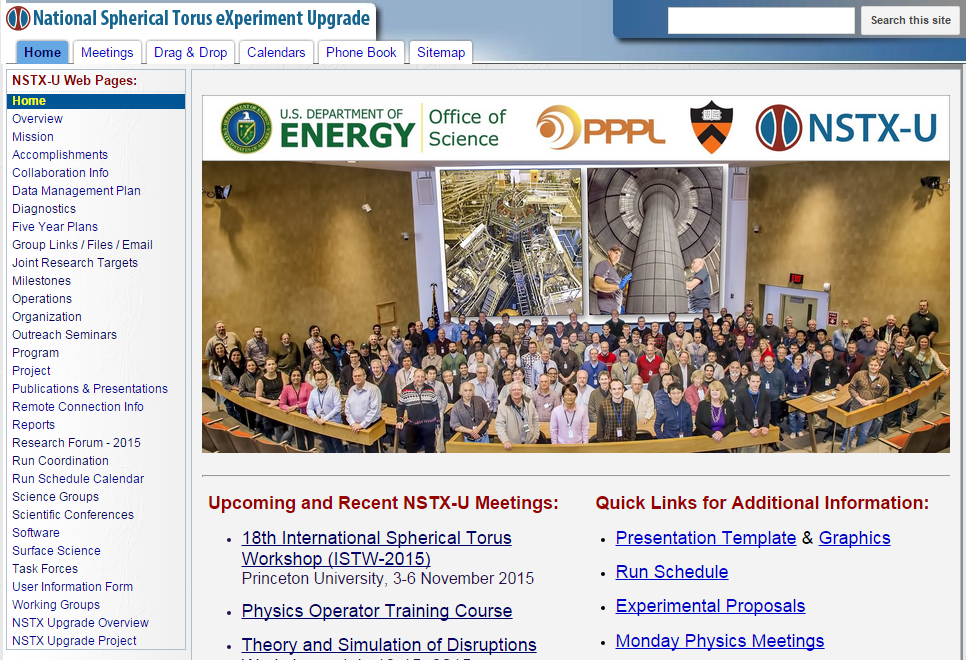 National Spherical Torus eXperiment Upgrade
Search this site
Home
Meetings
Drag & Drop
Calendars
Phone Book
Sitemap
NSTX-U Web Pages:
Home
Overview
Mission
Accomplishments
Collaboration Info
Data Management Plan
Diagnostics
Five Year Plans
Group Links / Files / Email
Joint Research Targets
Milestones
Operations
Organization
Outreach Seminars
Program
Project
Publications & Presentations
Remote Connection Info
Reports
Research Forum - 2015
Run Coordination
Run Schedule Calendar
Science Groups
Scientific Conferences
Software
Surface Science
Task Forces
User Information Form
Working Groups
NSTX Upgrade Overview
NSTX Upgrade Project
U.S. DEPARTMENT OF
ENERGY
Office of
Science
PPPL
NSTX-U
EXIT
Upcoming and Recent NSTX-U Meetings:
18th International Spherical Torus
Workshop (ISTW-2015)
Princeton University, 3-6 November 2015
Physics Operator Training Course
Theory and Simulation of Disruptions
Quick Links for Additional Information:
Presentation Template & Graphics
Run Schedule
Experimental Proposals
Monday Physics Meetings